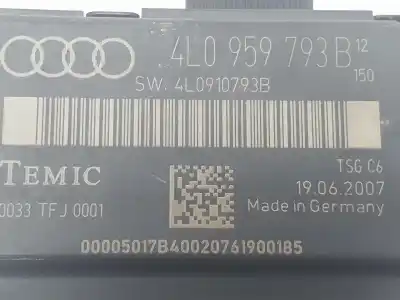 4L0 959 793B 12
150
SW: 4L0910793B
TEMIC
TSG C6
19.06.2007
0033 TFJ 0001
Made in Germany
00005017B40020761900185